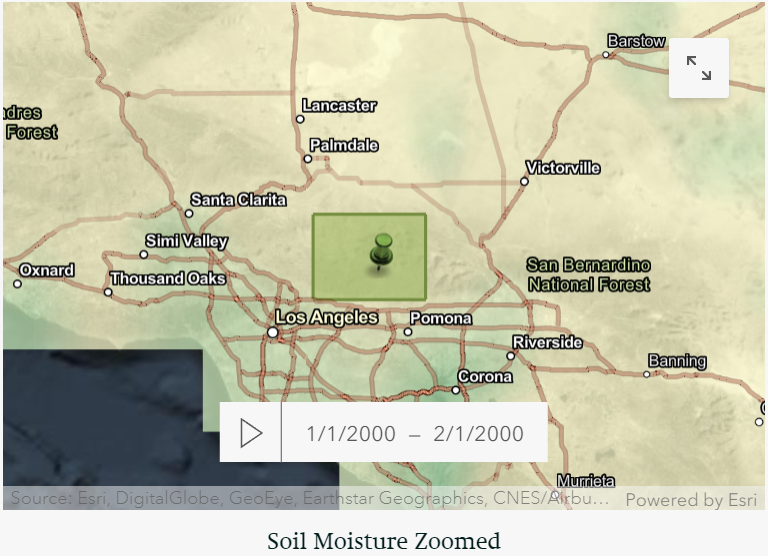 Barstow
adres
Forest
Lancaster
Palmdale
Victorville
Santa Clarita
Simi Valley
San Bernardino
National Forest
Oxnard
Thousand Oaks
Los Angeles
Pomona
Riverside
Banning
Corona
1/1/2000 – 2/1/2000
Murrieta
Source: Esri, DigitalGlobe, GeoEye, Earthstar Geographics, CNES/Airbu...
Powered by Esri
Soil Moisture Zoomed